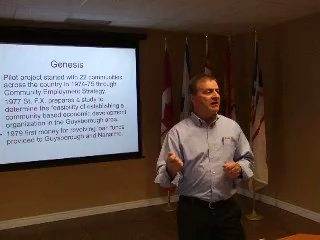 Genesis
Pilot project started with 22 communities
across the country in 1974-75 through
Community Employment Strategy.
1977 St. F.X. prepares a study to
determine the feasibility of establishing a
community based economic development
organization in the Guysborough area.
1979 first money for revolving loan funds
provided to Guysborough and Nanaimo.